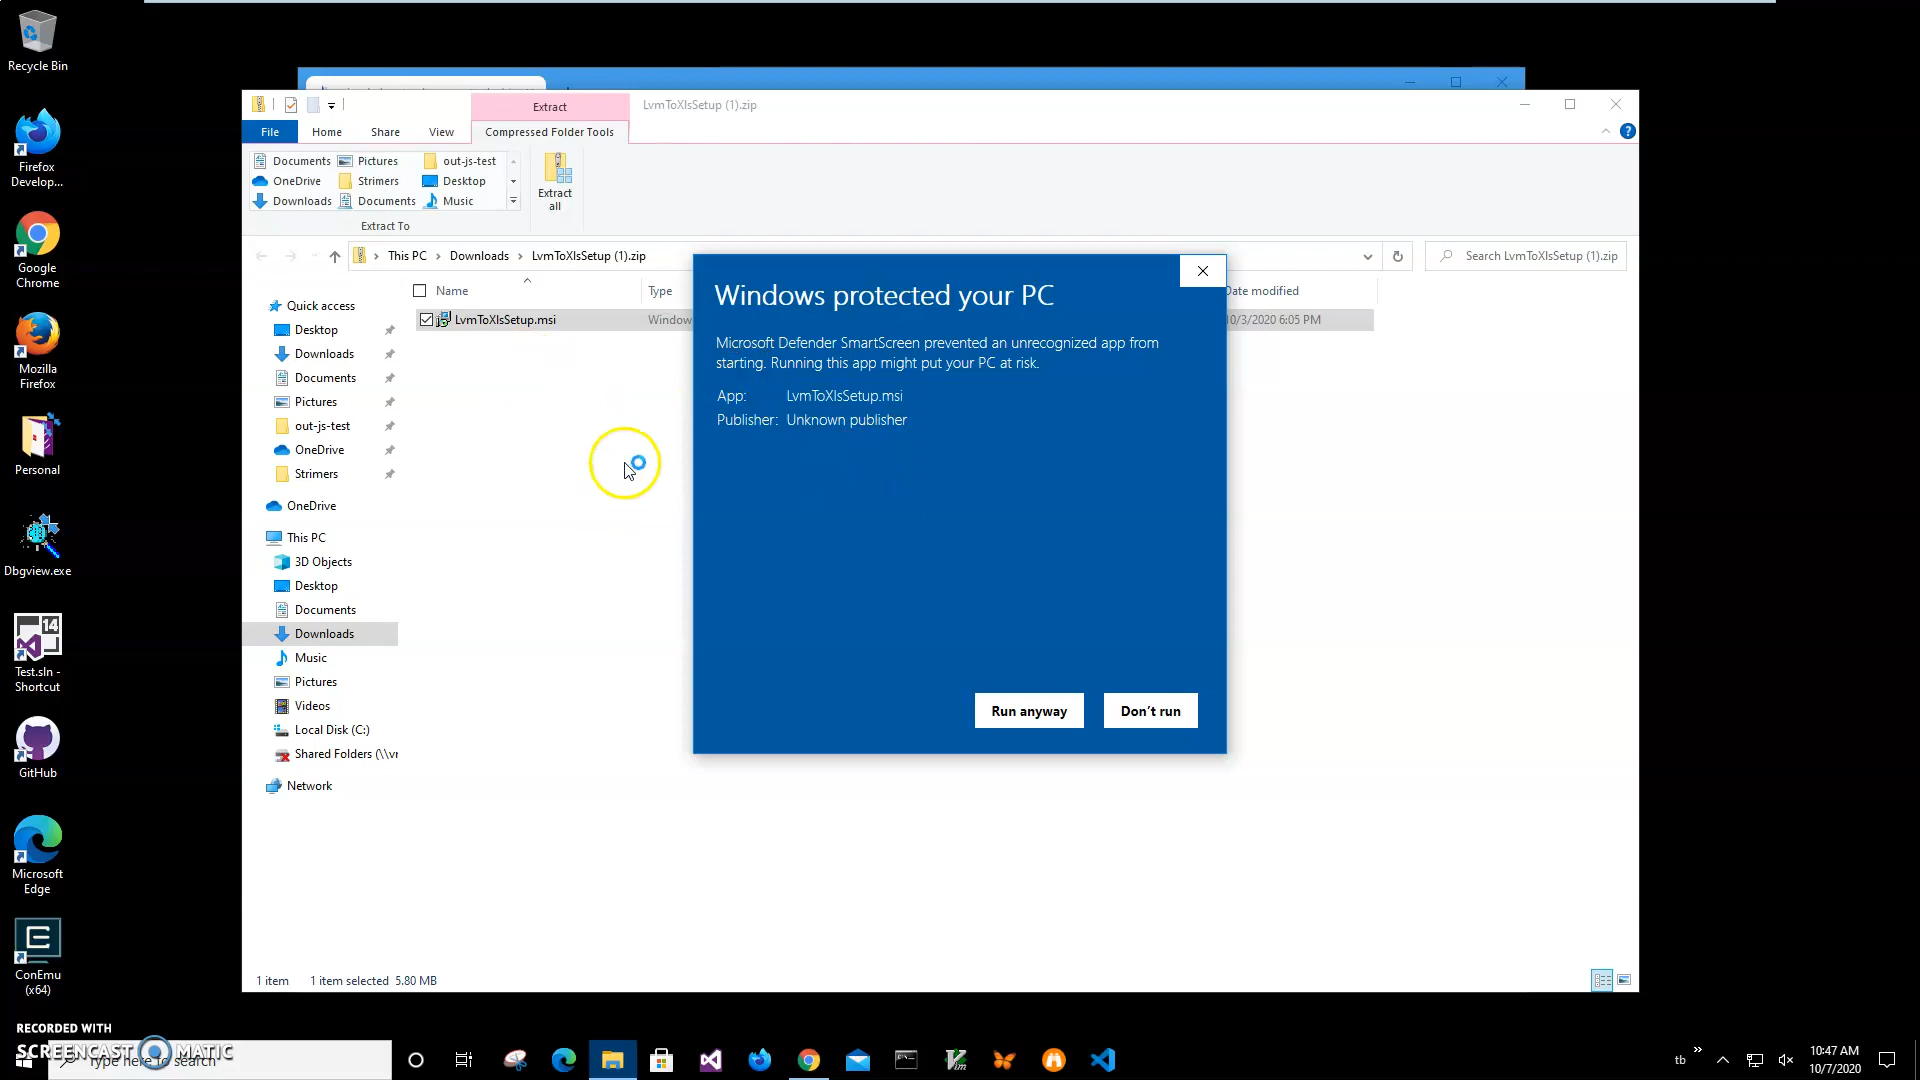 Recycle Bin
Firefox
Develop...
Google
Chrome
Mozilla
Firefox
Personal
Dbgview.exe
14
Test.sln -
Shortcut
GitHub
Microsoft
Edge
ConEmu
(x64)
Extract
LvmToXlsSetup (1).zip
File
Home
Share
View
Compressed Folder Tools
Documents
Pictures
out-js-test
OneDrive
Strimers
Desktop
Downloads
Documents
Music
Extract To
Extract
all
This PC
Downloads
LvmToXlsSetup (1).zip
Search LvmToXlsSetup (1).zip
Name
Type
Date modified
LvmToXlsSetup.msi
Window
10/3/2020 6:05 PM
Quick access
Desktop
Downloads
Documents
Pictures
out-js-test
OneDrive
Strimers
OneDrive
This PC
3D Objects
Desktop
Documents
Downloads
Music
Pictures
Videos
Local Disk (C:)
Shared Folders (\\vr
Network
Windows protected your PC
Microsoft Defender SmartScreen prevented an unrecognized app from
starting. Running this app might put your PC at risk.
App: LvmToXlsSetup.msi
Publisher: Unknown publisher
Run anyway
Don't run
1 item
1 item selected 5.80 MB
RECORDED WITH
SCREENCAST MATIC
Type here to search
tb
10:47 AM
10/7/2020